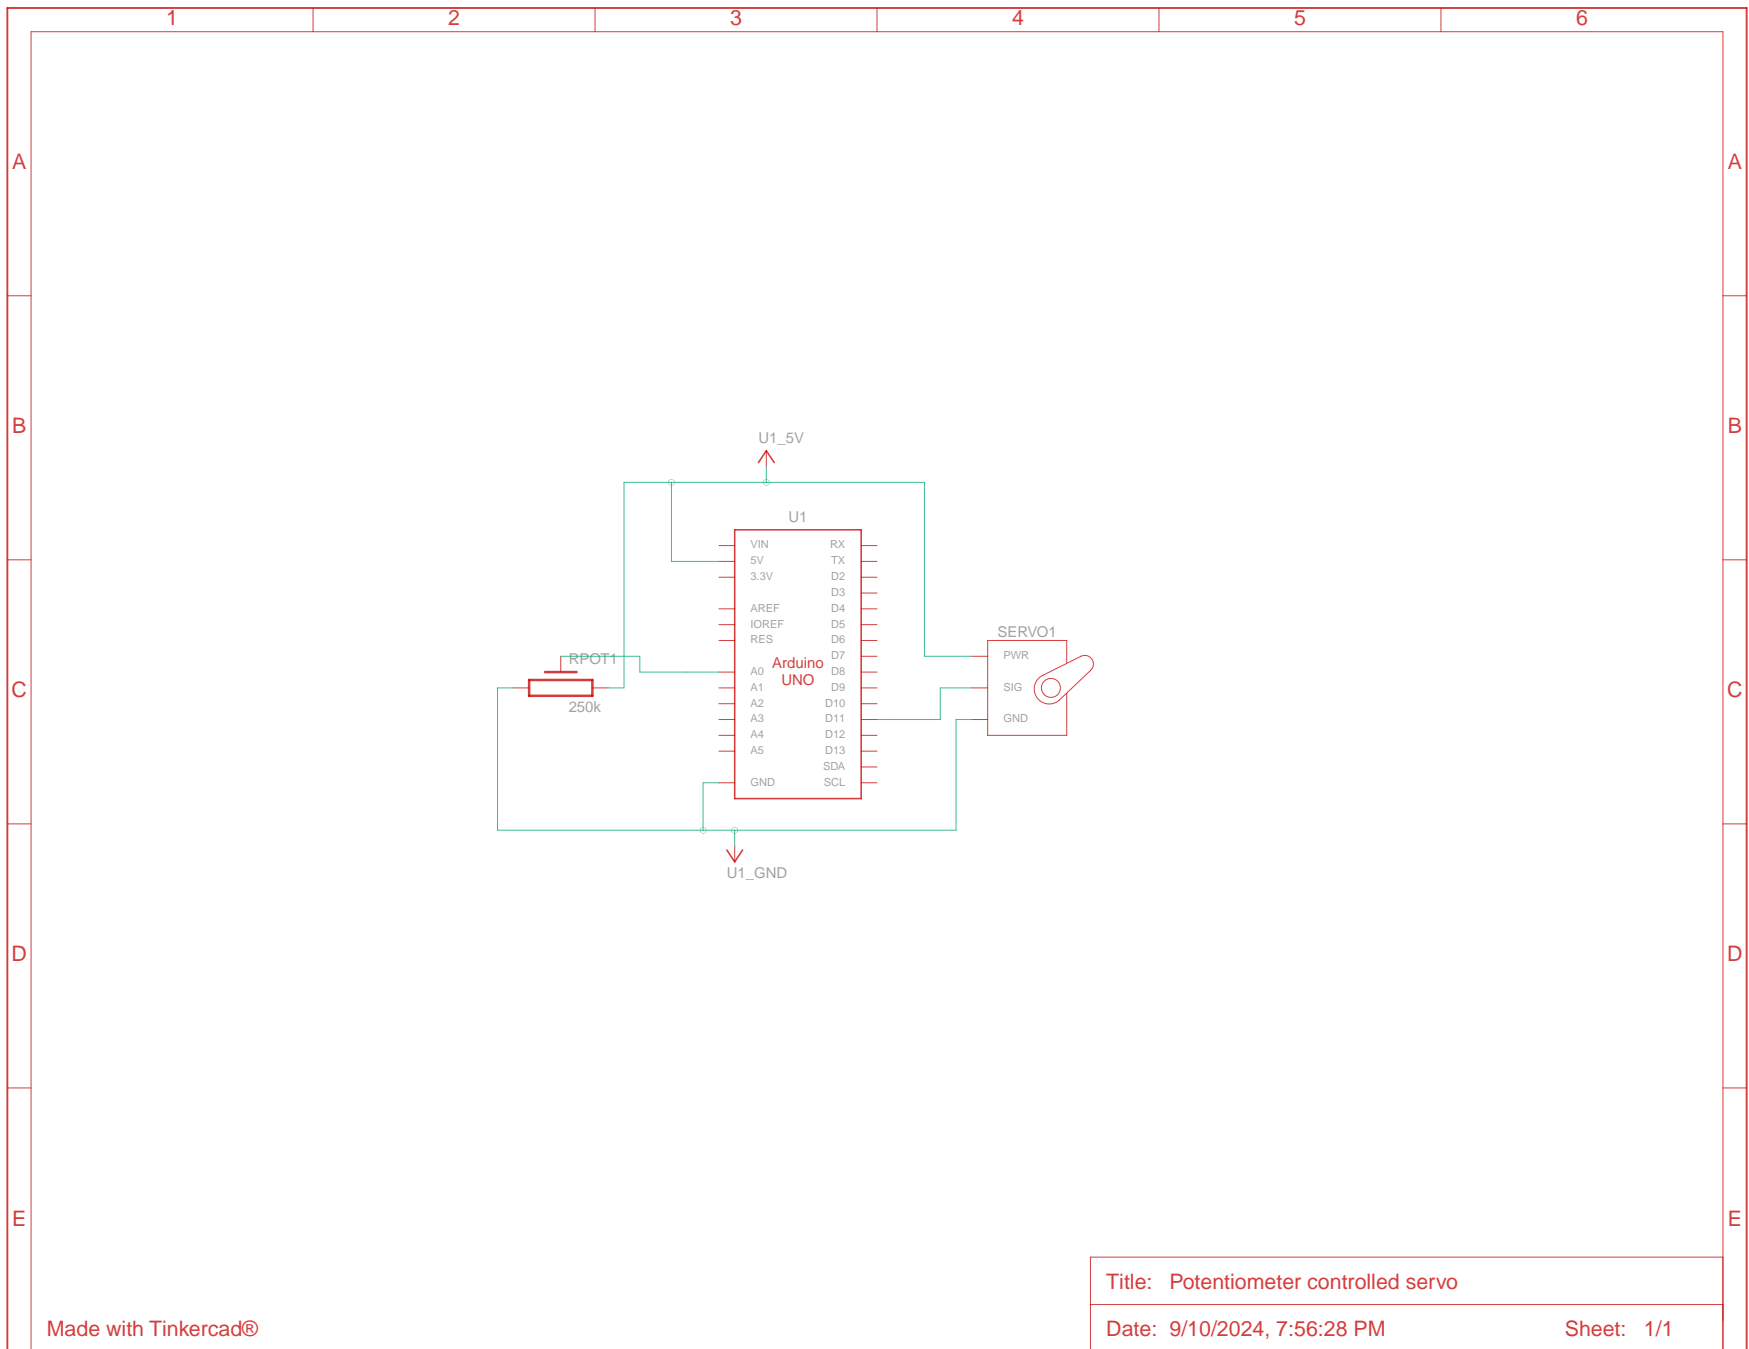 1 2 3 4 5 6
A A
B B
U1_5V
U1
VIN RX
5V TX
3.3V D2
D3
AREF D4
IOREF D5
RES D6
SERVO1
RPOT1 D7 PWR
A0 Arduino D8
A1 UNO D9 SIG
C C
250k A2 D10
A3 D11 GND
A4 D12
A5 D13
SDA
GND SCL
U1_GND
D D
E E
Title: Potentiometer controlled servo
Made with Tinkercad® Date: 9/10/2024, 7:56:28 PM Sheet: 1/1